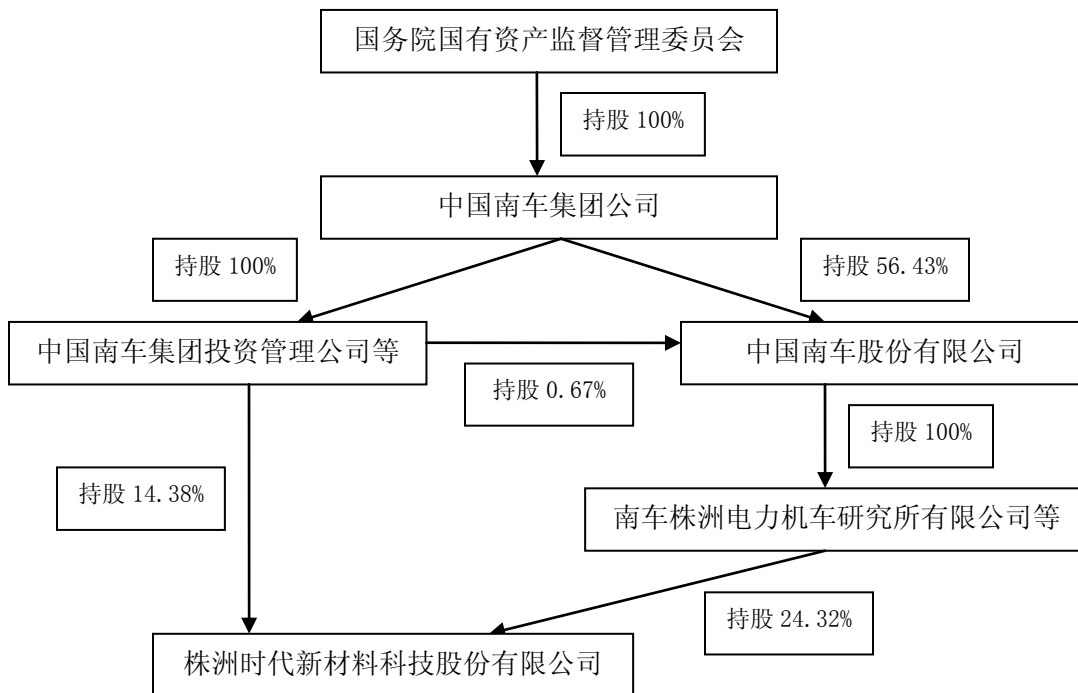 国务院国有资产监督管理委员会
持股 100%
中国南车集团公司
持股 100%
持股 56.43%
中国南车集团投资管理公司等
中国南车股份有限公司
持股 0.67%
持股 100%
持股 14.38%
南车株洲电力机车研究所有限公司等
持股 24.32%
株洲时代新材料科技股份有限公司